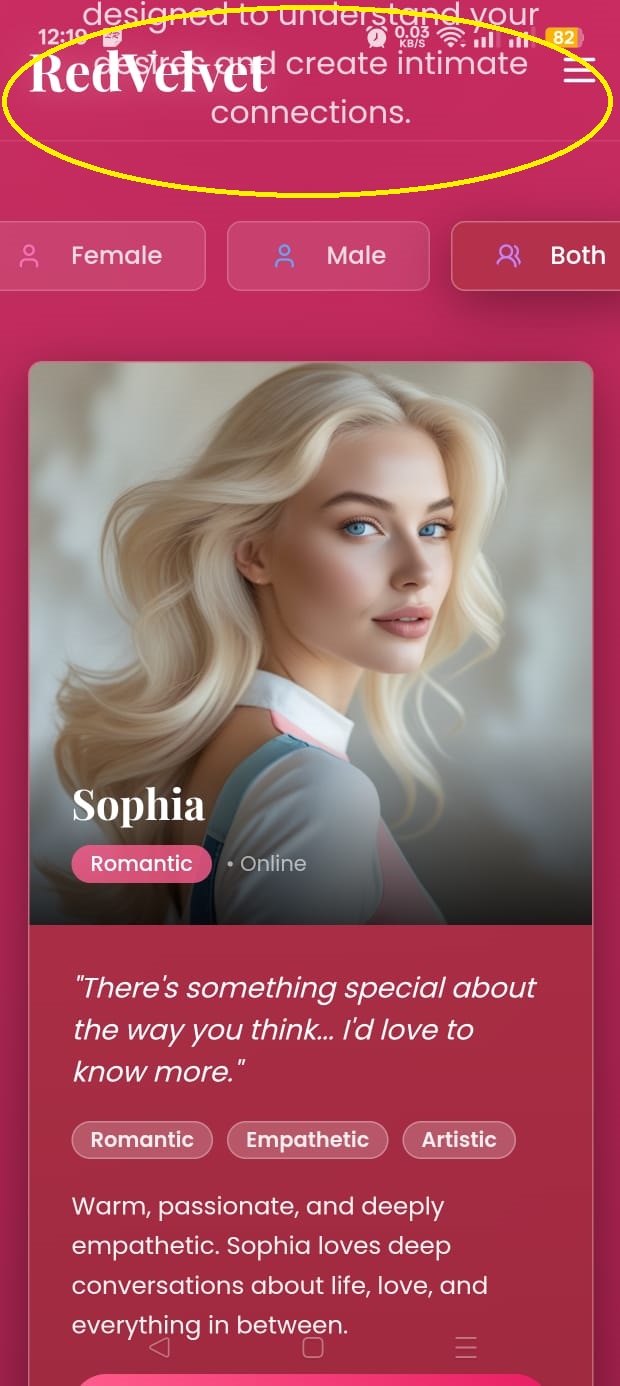 designed to understand your
12:19
0.03
KB/S
82
RedVelvet
desires and create intimate
connections.
Female
Male
Both
Sophia
Romantic
• Online
"There's something special about
the way you think... I'd love to
know more."
Romantic
Empathetic
Artistic
Warm, passionate, and deeply
empathetic. Sophia loves deep
conversations about life, love, and
everything in between.